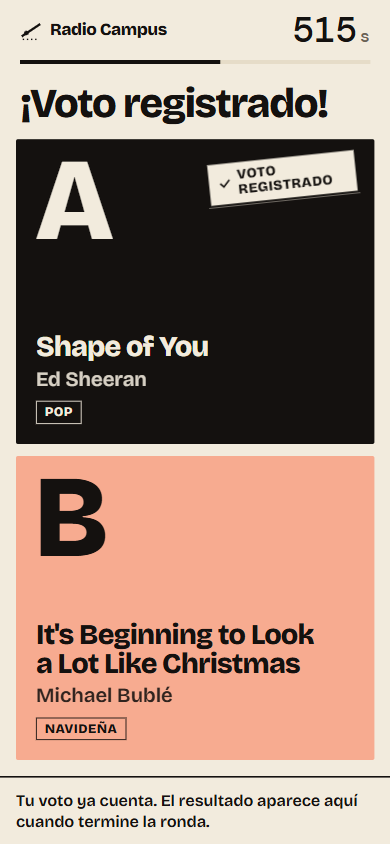 Radio Campus
515 s
¡Voto registrado!
A
VOTO
REGISTRADO
Shape of You
Ed Sheeran
POP
B
It's Beginning to Look
a Lot Like Christmas
Michael Bublé
NAVIDEÑA
Tu voto ya cuenta. El resultado aparece aquí
cuando termine la ronda.